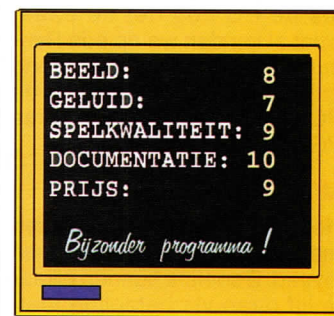 BEELD: 8
GELUID: 7
SPELKWALITEIT: 9
DOCUMENTATIE: 10
PRIJS: 9
Bijzonder programma!